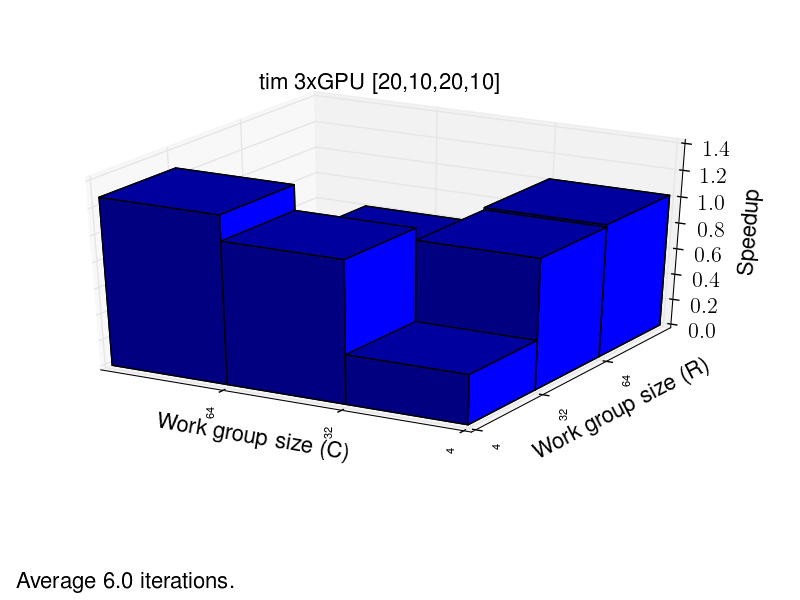 tim 3xGPU [20,10,20,10]
1.4
1.2
1.0
0.8
0.6
0.4
0.2
0.0
Speedup
64
32
4
Work group size (C)
4
32
64
Work group size (R)
Average 6.0 iterations.